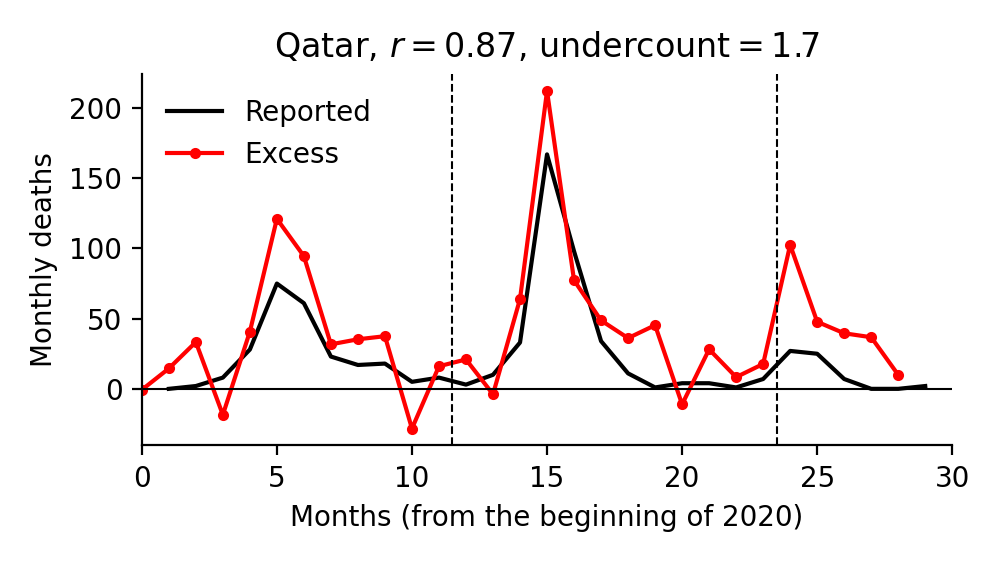 Qatar, r = 0.87, undercount = 1.7
Reported
Excess
Monthly deaths
200
150
100
50
0
0 5 10 15 20 25 30
Months (from the beginning of 2020)